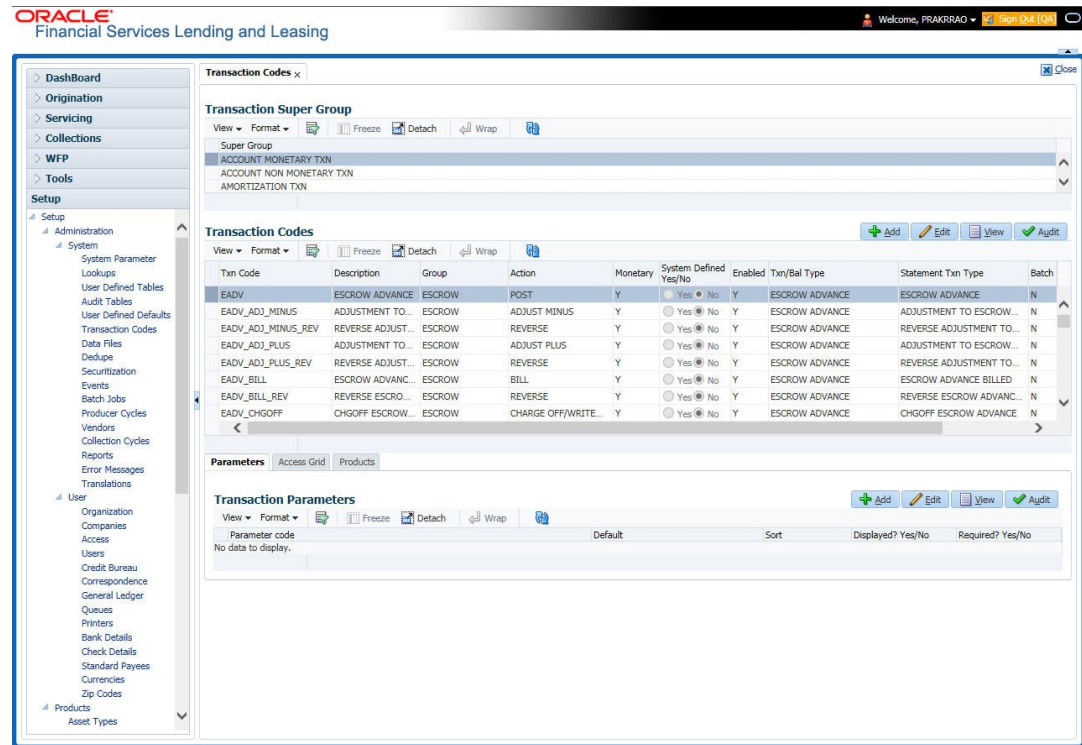 ORACLE
Financial Services Lending and Leasing
Welcome, PRAKRRAO
Sign Out [QA]
DashBoard
Origination
Servicing
Collections
WFP
Tools
Setup
Setup
Administration
System
System Parameter
Lookups
User Defined Tables
Audit Tables
User Defined Defaults
Transaction Codes
Data Files
Dedupe
Securitization
Events
Batch Jobs
Producer Cycles
Vendors
Collection Cycles
Reports
Error Messages
Translations
User
Organization
Companies
Access
Users
Credit Bureau
Correspondence
General Ledger
Queues
Printers
Bank Details
Check Details
Standard Payees
Currencies
Zip Codes
Products
Asset Types
Transaction Codes x
Close
Transaction Super Group
View Format Freeze Detach Wrap
Super Group
ACCOUNT MONETARY TXN
ACCOUNT NON MONETARY TXN
AMORTIZATION TXN
Transaction Codes
Add Edit View Audit
View Format Freeze Detach Wrap
Txn Code Description Group Action Monetary System Defined Yes/No Enabled Txn/Bal Type Statement Txn Type Batch
EADV ESCROW ADVANCE ESCROW POST Y Yes No Y ESCROW ADVANCE ESCROW ADVANCE N
EADV_ADJ_MINUS ADJUSTMENT TO... ESCROW ADJUST MINUS Y Yes No Y ESCROW ADVANCE ADJUSTMENT TO ESCROW... N
EADV_ADJ_MINUS_REV REVERSE ADJUST... ESCROW REVERSE Y Yes No Y ESCROW ADVANCE REVERSE ADJUSTMENT TO... N
EADV_ADJ_PLUS ADJUSTMENT TO... ESCROW ADJUST PLUS Y Yes No Y ESCROW ADVANCE ADJUSTMENT TO ESCROW... N
EADV_ADJ_PLUS_REV REVERSE ADJUST... ESCROW REVERSE Y Yes No Y ESCROW ADVANCE REVERSE ADJUSTMENT TO... N
EADV_BILL ESCROW ADVANC... ESCROW BILL Y Yes No Y ESCROW ADVANCE ESCROW ADVANCE BILLED N
EADV_BILL_REV REVERSE ESCRO... ESCROW REVERSE Y Yes No Y ESCROW ADVANCE REVERSE ESCROW ADVANC... N
EADV_CHGOFF CHGOFF ESCROW... ESCROW CHARGE OFF/WRITE... Y Yes No Y ESCROW ADVANCE CHGOFF ESCROW ADVANCE N
Parameters Access Grid Products
Transaction Parameters
Add Edit View Audit
View Format Freeze Detach Wrap
Parameter code Default Sort Displayed? Yes/No Required? Yes/No
No data to display.